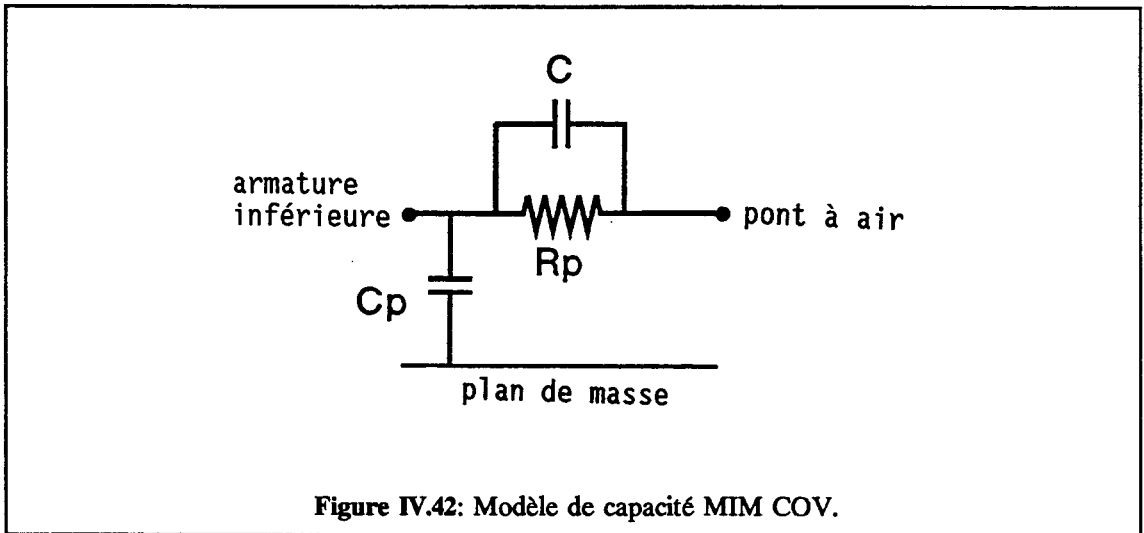 C
armature
inférieure
pont à air
Rp
Cp
plan de masse
Figure IV.42: Modèle de capacité MIM COV.